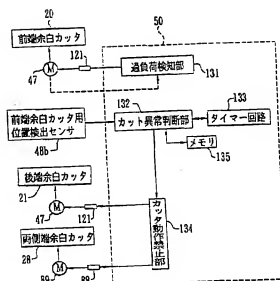 20
50
前端余白カッタ
121
過負荷検知部
M
47
131
132
133
前端余白カッタ用
位置検出センサ
カット異常判断部
タイマー回路
48b
メモリ
135
後端余白カッタ
21
121
M
47
カッタ動作禁止部
134
両側端余白カッタ
28
M
89
88